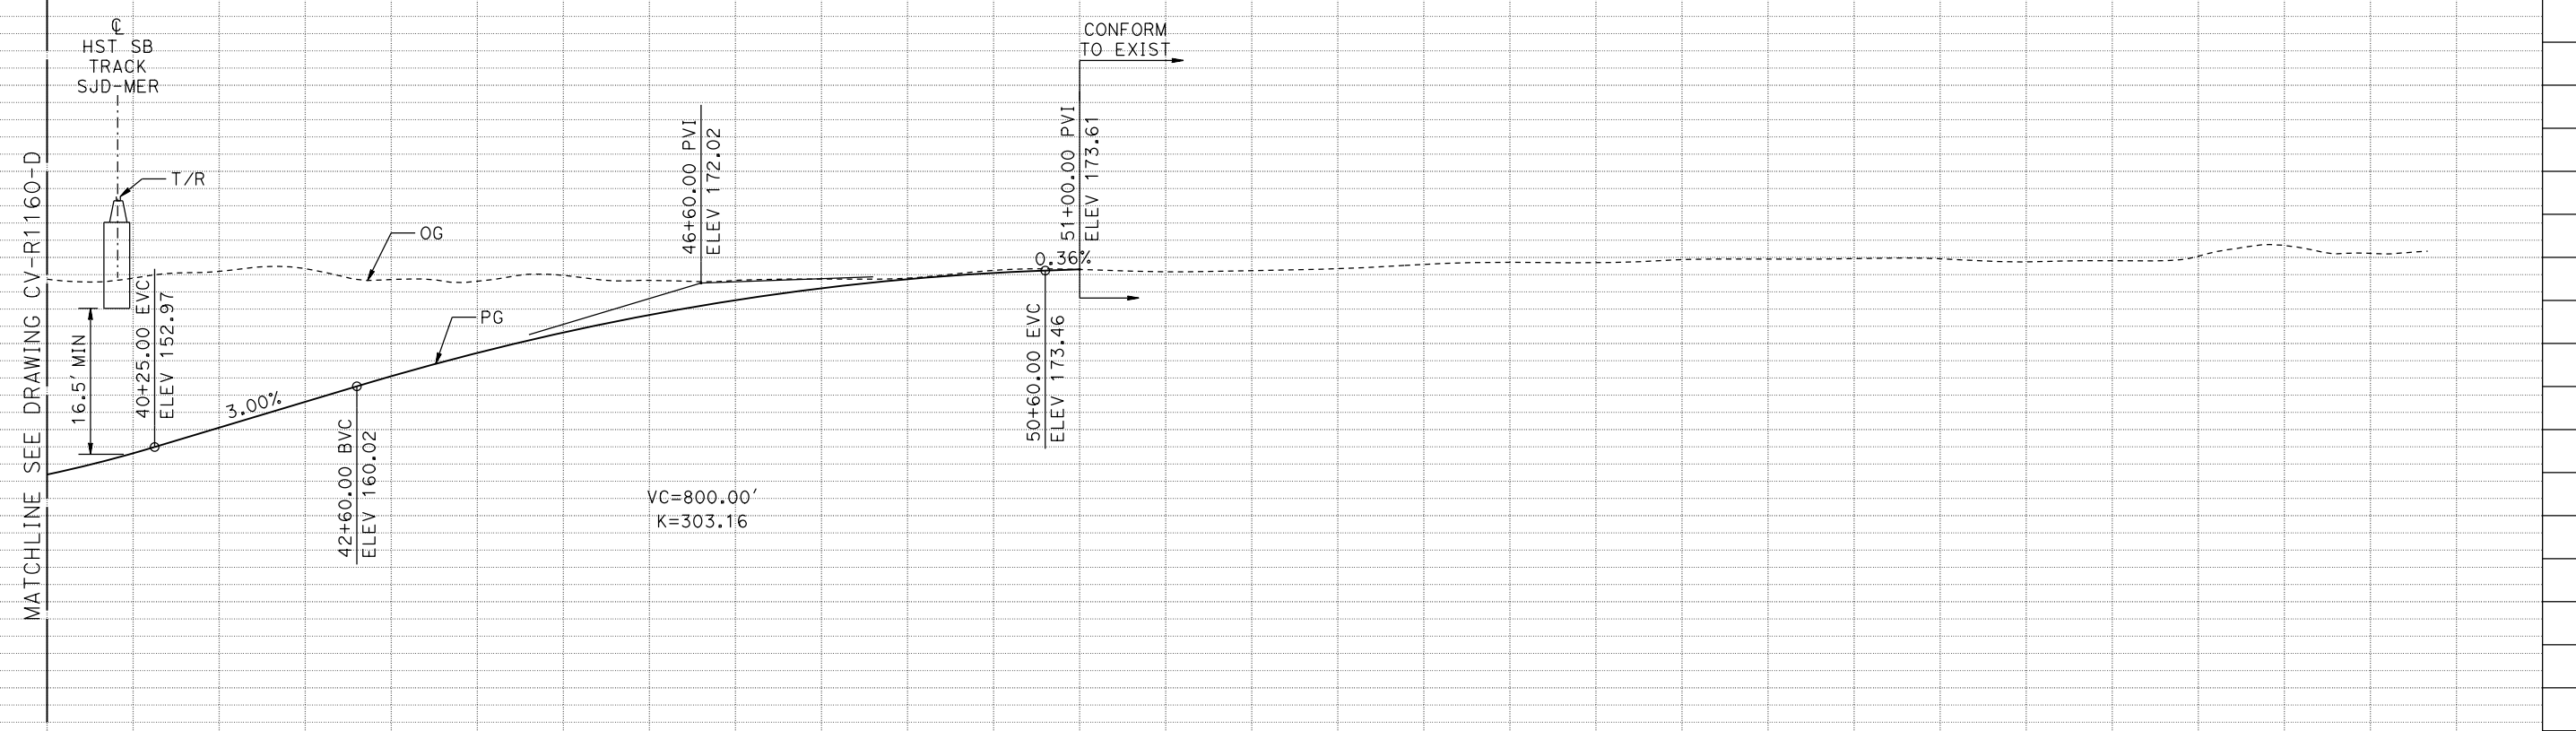 MATCHLINE SEE DRAWING CV-R1160-D
℄
HST SB
TRACK
SJD-MER
T/R
16.5' MIN
40+25.00 EVC
ELEV 152.97
3.00%
OG
42+60.00 BVC
ELEV 160.02
PG
46+60.00 PVI
ELEV 172.02
VC=800.00'
K=303.16
CONFORM
TO EXIST
51+00.00 PVI
ELEV 173.61
0.36%
50+60.00 EVC
ELEV 173.46